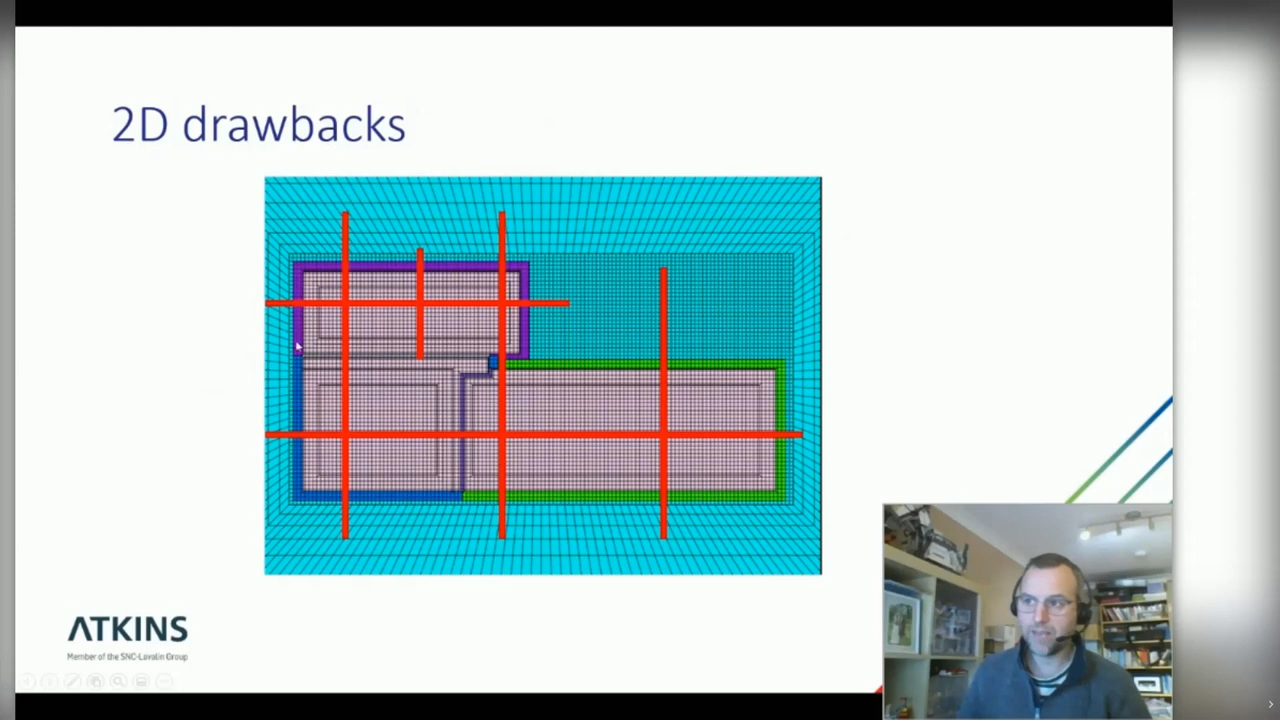 2D drawbacks
ATKINS
Member of the SNC-Lavalin Group